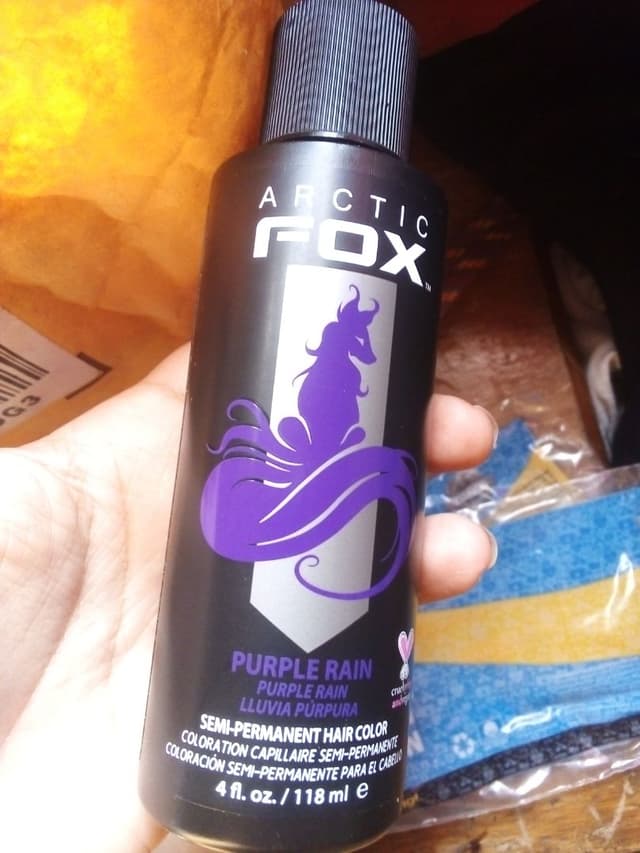 ARCTIC
FOX™
PURPLE RAIN
PURPLE RAIN
LLUVIA PÚRPURA
SEMI-PERMANENT HAIR COLOR
COLORATION CAPILLAIRE SEMI-PERMANENTE
COLORACIÓN SEMI-PERMANENTE PARA EL CABELLO
4 fl. oz. / 118 ml e